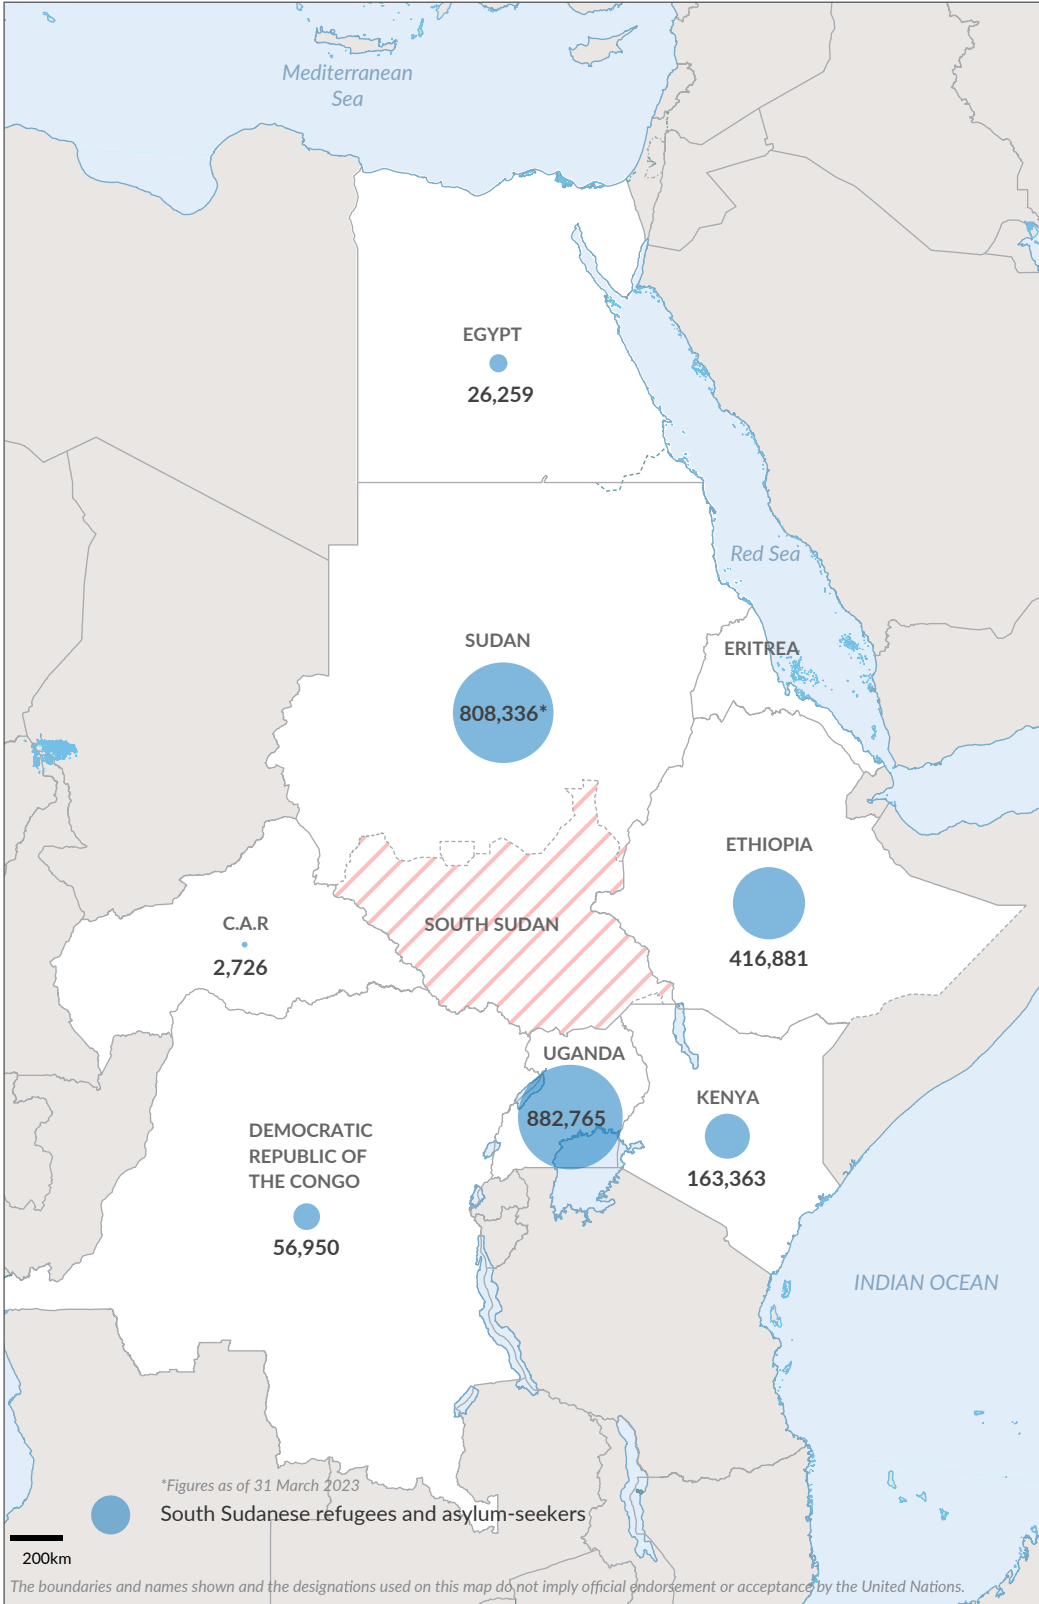 Mediterranean
Sea
EGYPT
26,259
Red Sea
SUDAN
ERITREA
808,336*
ETHIOPIA
C.A.R
SOUTH SUDAN
416,881
2,726
UGANDA
KENYA
882,765
DEMOCRATIC
REPUBLIC OF
THE CONGO
163,363
56,950
INDIAN OCEAN
*Figures as of 31 March 2023
South Sudanese refugees and asylum-seekers
200km
The boundaries and names shown and the designations used on this map do not imply official endorsement or acceptance by the United Nations.